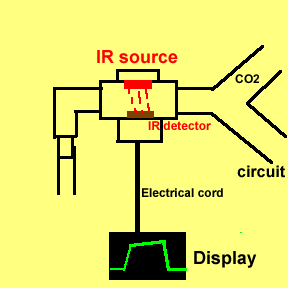 IR source
CO2
IR detector
circuit
Electrical cord
Display